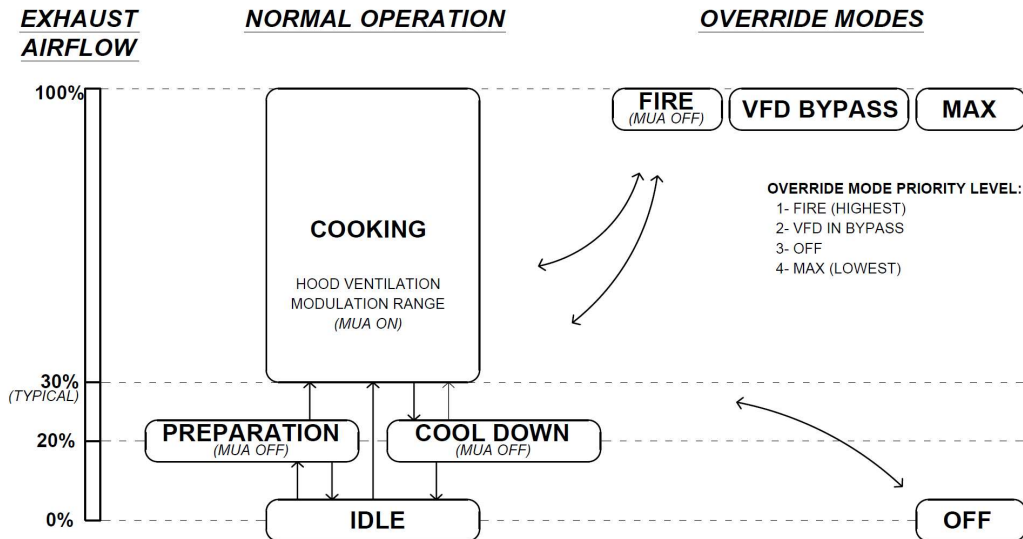 EXHAUST
AIRFLOW
NORMAL OPERATION
OVERRIDE MODES
100%
FIRE
(MUA OFF)
VFD BYPASS
MAX
OVERRIDE MODE PRIORITY LEVEL:
1- FIRE (HIGHEST)
2- VFD IN BYPASS
3- OFF
4- MAX (LOWEST)
COOKING
HOOD VENTILATION
MODULATION RANGE
(MUA ON)
30%
(TYPICAL)
PREPARATION
(MUA OFF)
COOL DOWN
(MUA OFF)
20%
0%
IDLE
OFF